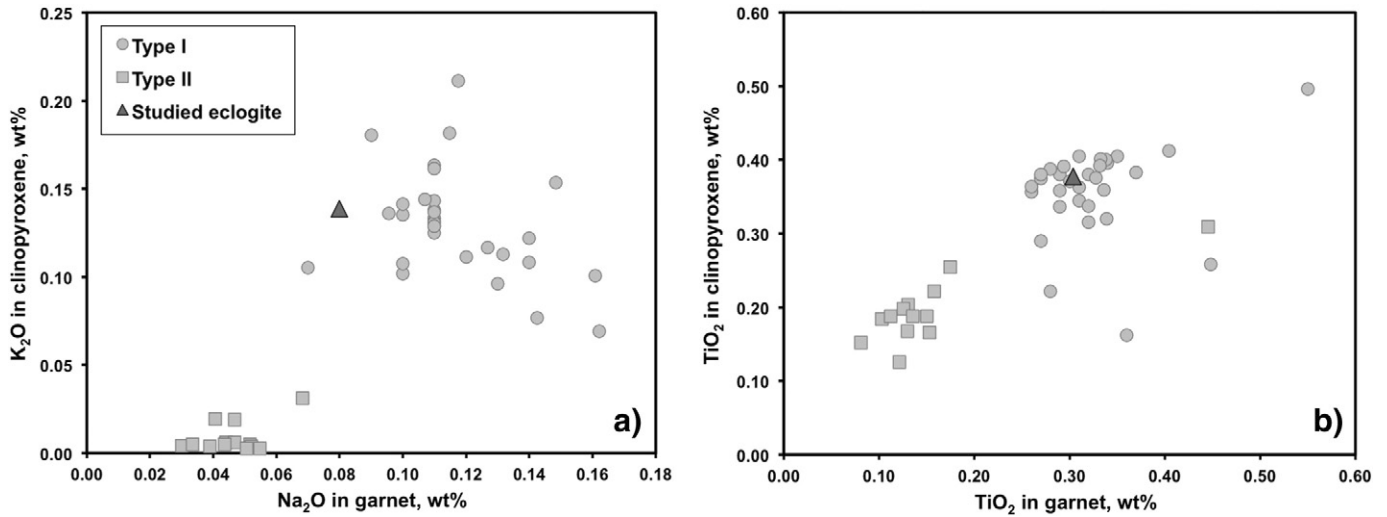 0.25
0.20
0.15
0.10
0.05
0.00
K2O in clinopyroxene, wt%
Type I
Type II
Studied eclogite
a)
0.00 0.02 0.04 0.06 0.08 0.10 0.12 0.14 0.16 0.18
Na2O in garnet, wt%
0.60
0.50
0.40
0.30
0.20
0.10
0.00
TiO2 in clinopyroxene, wt%
b)
0.00 0.10 0.20 0.30 0.40 0.50 0.60
TiO2 in garnet, wt%